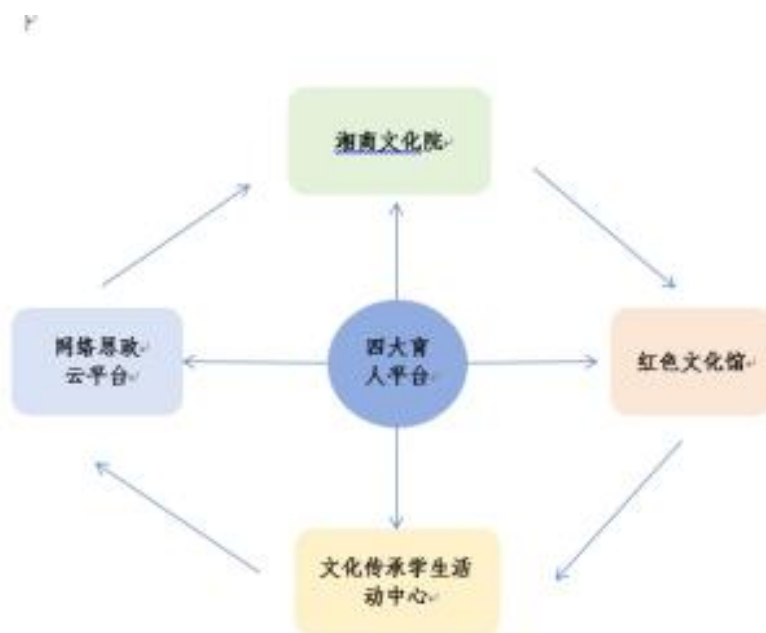 湘南文化院
网络思政
云平台
四大育
人平台
红色文化馆
文化传承学生活
动中心